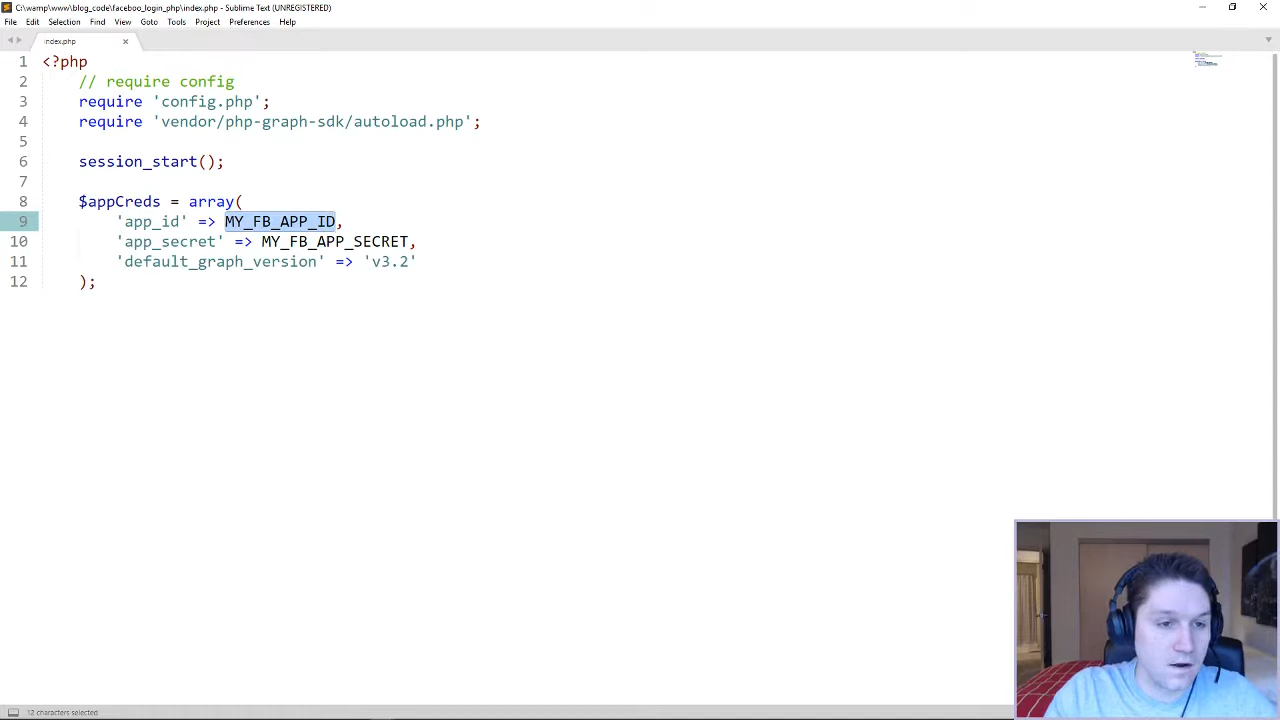 C:\wamp\www\blog_code\faceboo_login_php\index.php - Sublime Text (UNREGISTERED)
File Edit Selection Find View Goto Tools Project Preferences Help
index.php
1 <?php
2 // require config
3 require 'config.php';
4 require 'vendor/php-graph-sdk/autoload.php';
5
6 session_start();
7
8 $appCreds = array(
9 'app_id' => MY_FB_APP_ID,
10 'app_secret' => MY_FB_APP_SECRET,
11 'default_graph_version' => 'v3.2'
12 );
12 characters selected